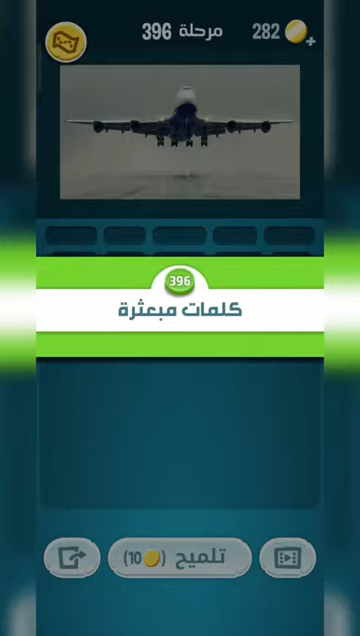 مرحلة 396
282
396
كلمات مبعثرة
تلميح (10)